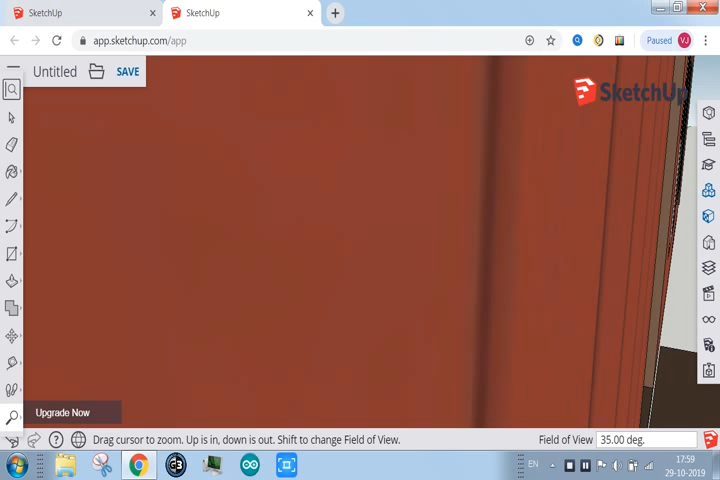 SketchUp
SketchUp
app.sketchup.com/app
Paused
VJ
Untitled
SAVE
SketchUp
Upgrade Now
Drag cursor to zoom. Up is in, down is out. Shift to change Field of View.
Field of View
35.00 deg.
EN
17:59
29-10-2019